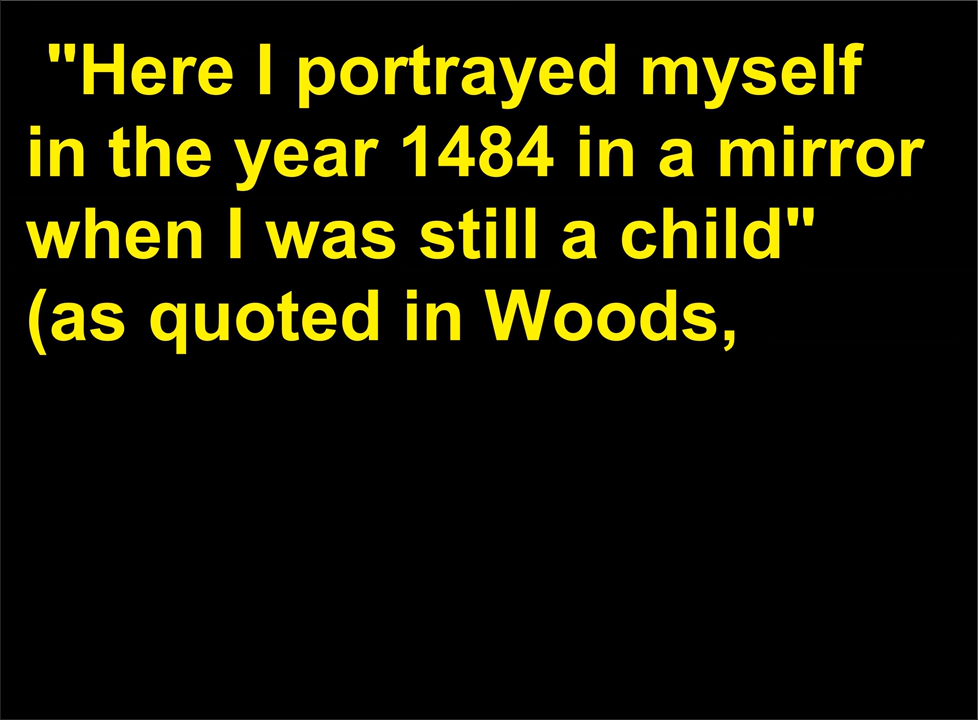 "Here I portrayed myself
in the year 1484 in a mirror
when I was still a child"
(as quoted in Woods,